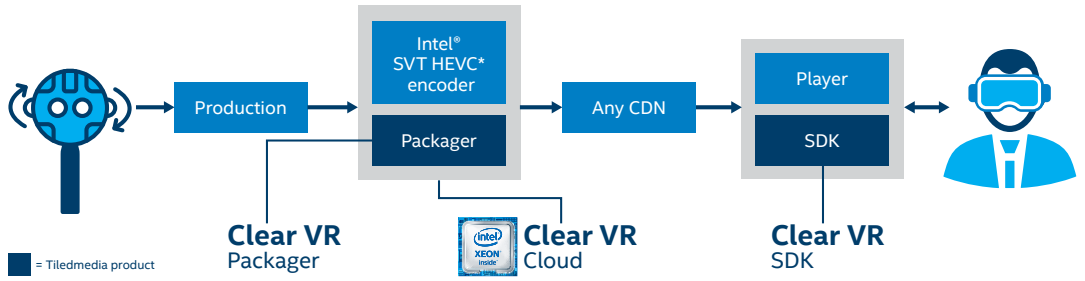 Production
Intel®
SVT HEVC*
encoder
Packager
Any CDN
Player
SDK
Clear VR
Packager
(intel)
XEON®
inside™
Clear VR
Cloud
Clear VR
SDK
= Tiledmedia product